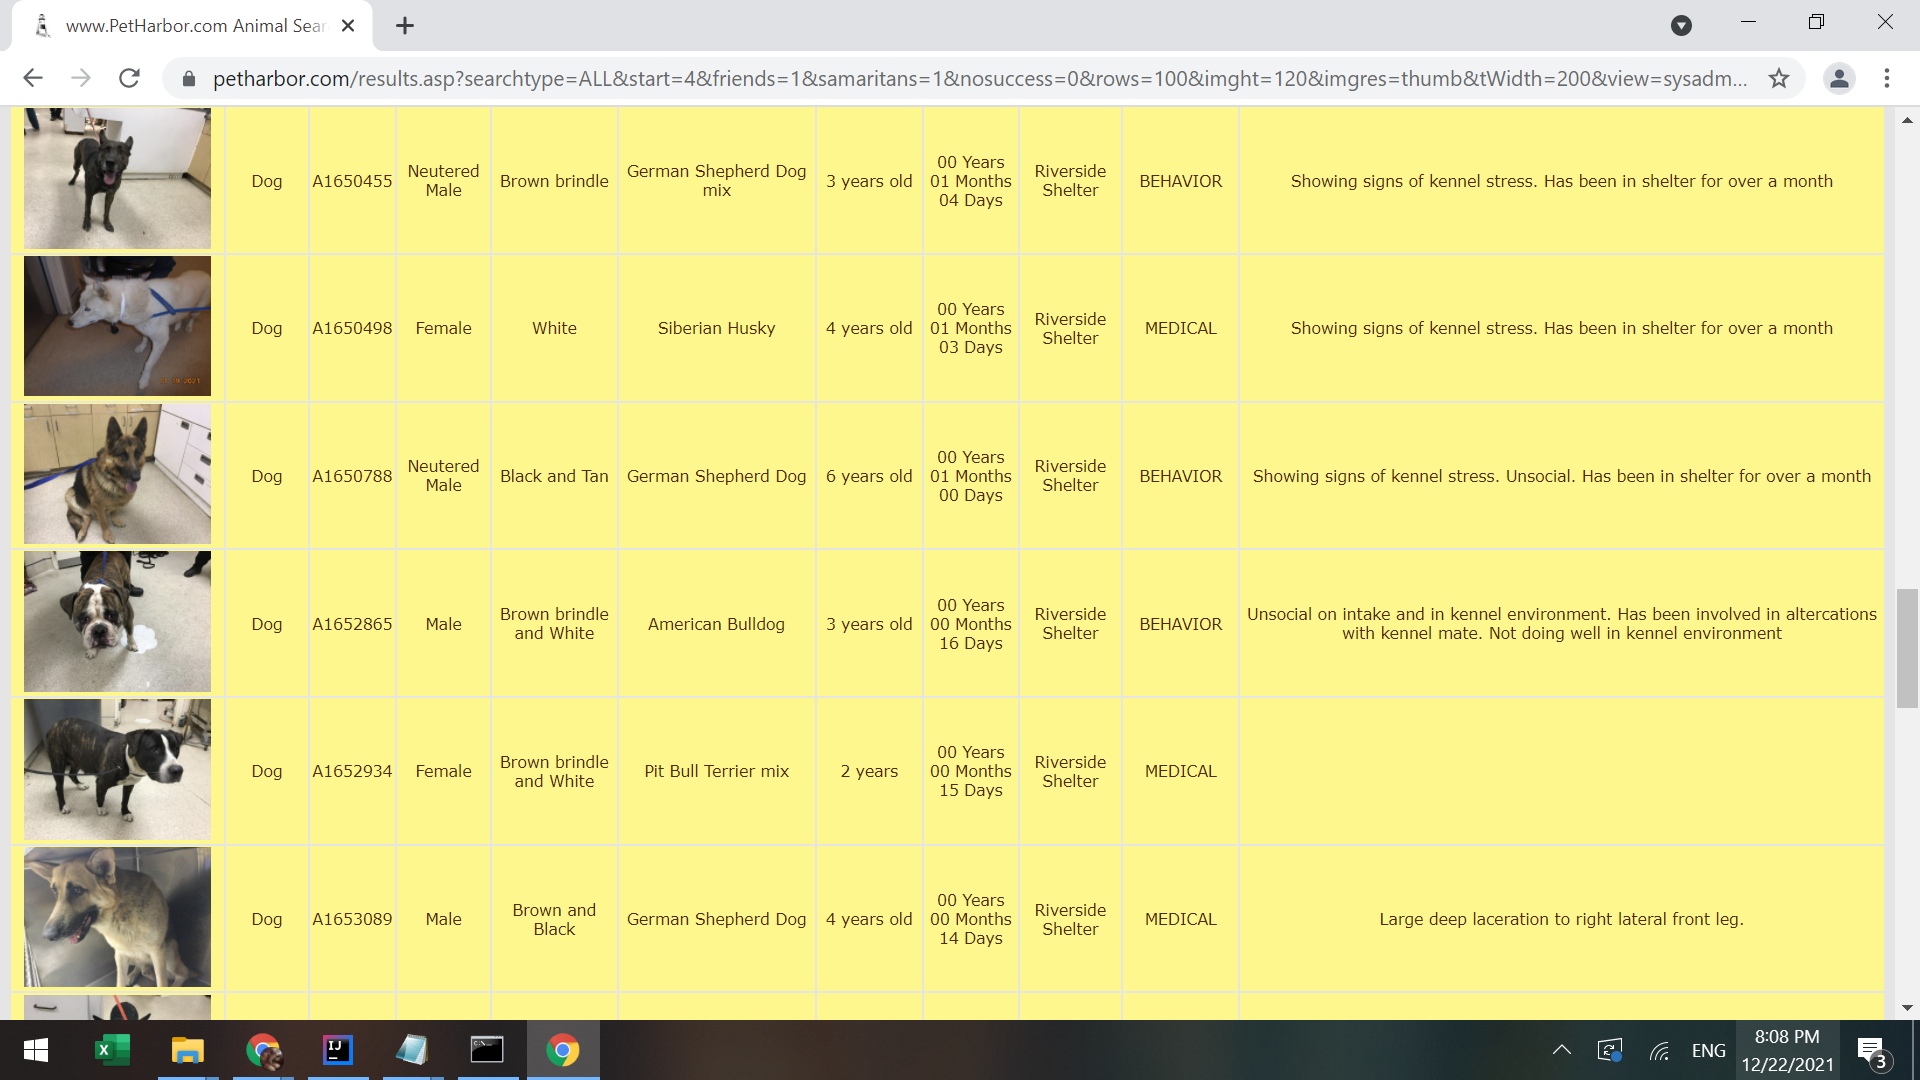 www.PetHarbor.com Animal Sear
petharbor.com/results.asp?searchtype=ALL&start=4&friends=1&samaritans=1&nosuccess=0&rows=100&imght=120&imgres=thumb&tWidth=200&view=sysadm...
Dog A1650455 Neutered Male Brown brindle German Shepherd Dog mix 3 years old 00 Years 01 Months 04 Days Riverside Shelter BEHAVIOR Showing signs of kennel stress. Has been in shelter for over a month
Dog A1650498 Female White Siberian Husky 4 years old 00 Years 01 Months 03 Days Riverside Shelter MEDICAL Showing signs of kennel stress. Has been in shelter for over a month
Dog A1650788 Neutered Male Black and Tan German Shepherd Dog 6 years old 00 Years 01 Months 00 Days Riverside Shelter BEHAVIOR Showing signs of kennel stress. Unsocial. Has been in shelter for over a month
Dog A1652865 Male Brown brindle and White American Bulldog 3 years old 00 Years 00 Months 16 Days Riverside Shelter BEHAVIOR Unsocial on intake and in kennel environment. Has been involved in altercations with kennel mate. Not doing well in kennel environment
Dog A1652934 Female Brown brindle and White Pit Bull Terrier mix 2 years 00 Years 00 Months 15 Days Riverside Shelter MEDICAL
Dog A1653089 Male Brown and Black German Shepherd Dog 4 years old 00 Years 00 Months 14 Days Riverside Shelter MEDICAL Large deep laceration to right lateral front leg.
ENG
8:08 PM
12/22/2021
3